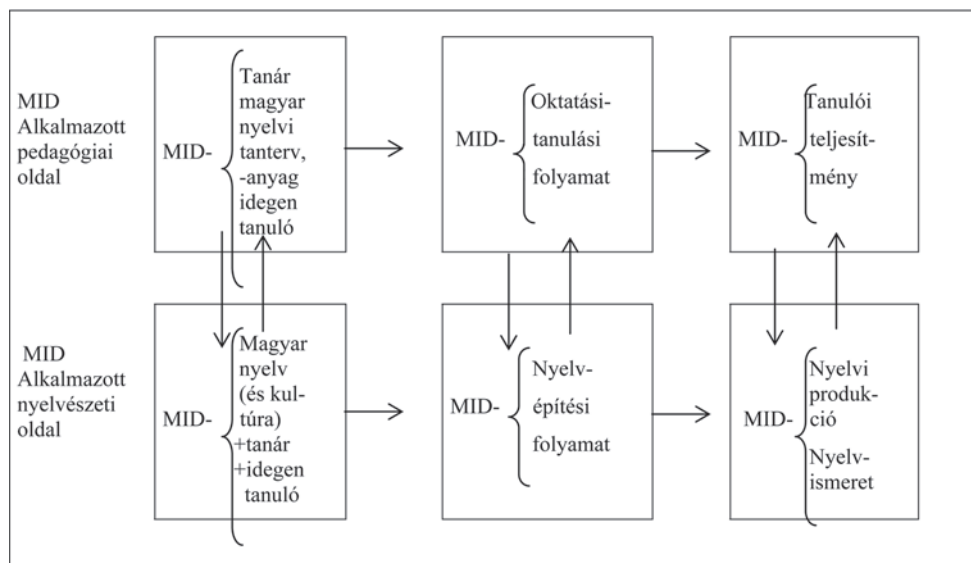 MID
Alkalmazott
pedagógiai
oldal
MID-
Tanár
magyar
nyelvi
tanterv,
-anyag
idegen
tanuló
MID-
Oktatási-
tanulási
folyamat
MID-
Tanulói
teljesít-
mény
MID
Alkalmazott
nyelvészeti
oldal
MID-
Magyar
nyelv
(és kul-
túra)
+tanár
+idegen
tanuló
MID-
Nyelv-
építési
folyamat
MID-
Nyelvi
produk-
ció
Nyelv-
ismeret